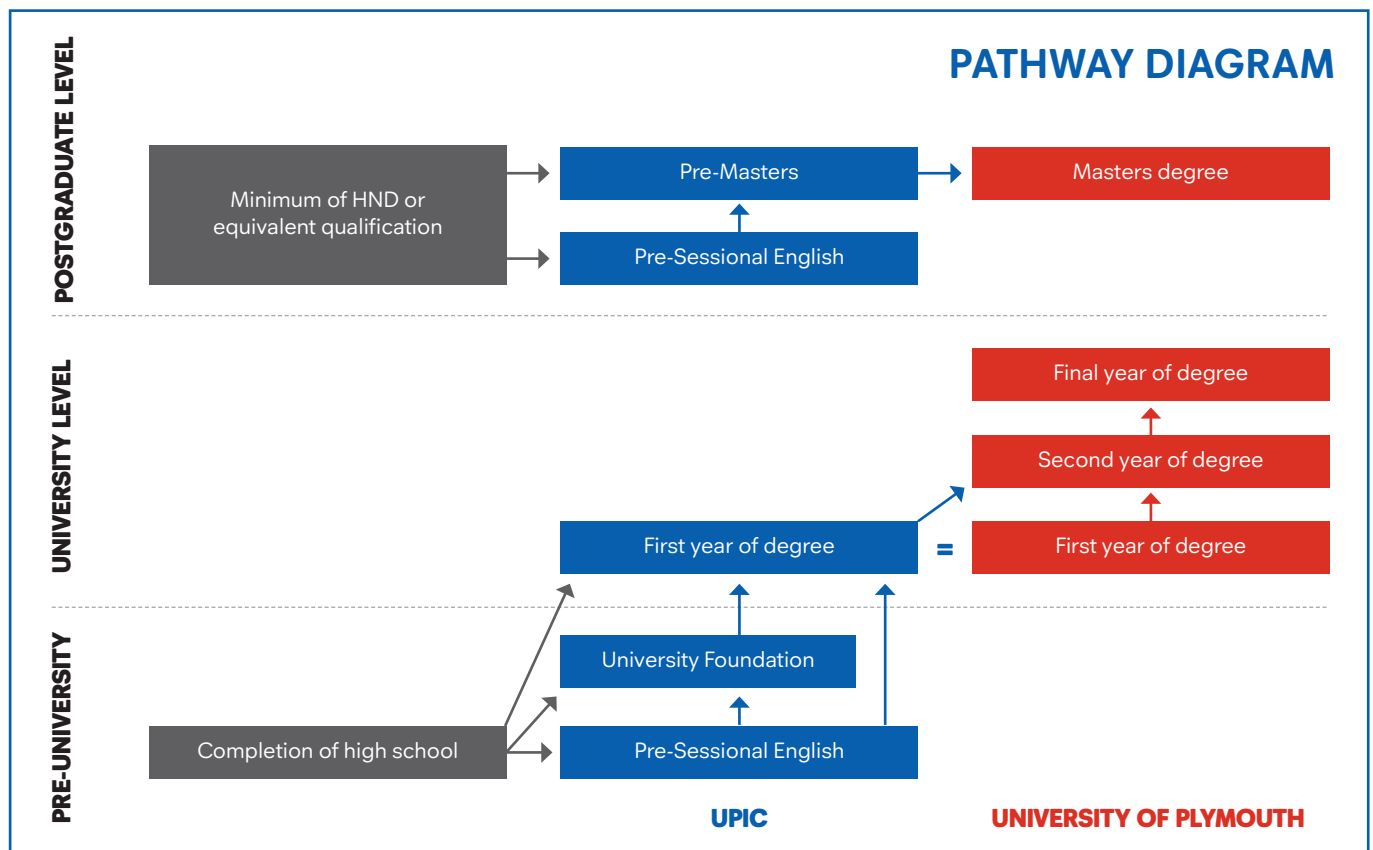 PATHWAY DIAGRAM
POSTGRADUATE LEVEL
Minimum of HND or
equivalent qualification
Pre-Masters
Masters degree
Pre-Sessional English
UNIVERSITY LEVEL
Final year of degree
Second year of degree
First year of degree
=
First year of degree
PRE-UNIVERSITY
University Foundation
Completion of high school
Pre-Sessional English
UPIC
UNIVERSITY OF PLYMOUTH